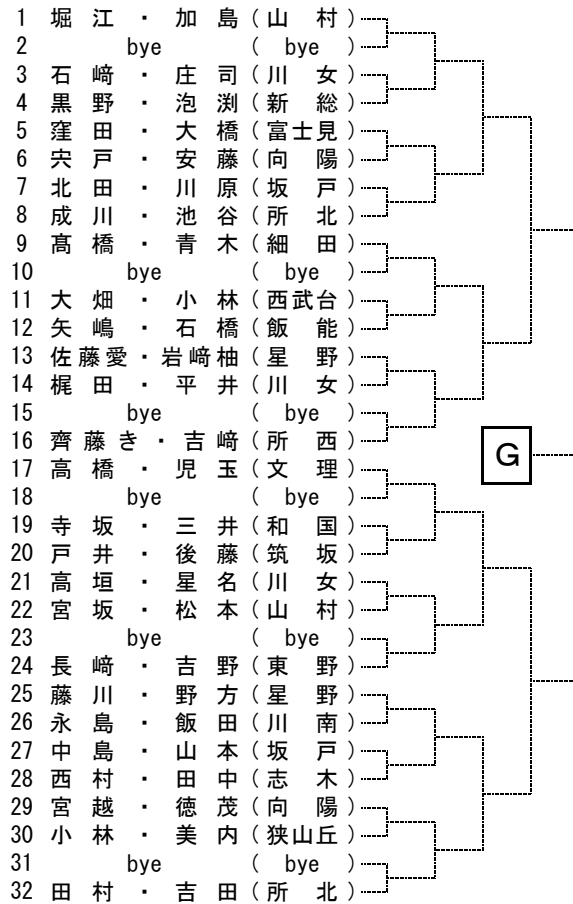 1 堀江・加島(山村)
2 bye (bye)
3 石﨑・庄司(川女)
4 黒野・泡渕(新総)
5 窪田・大橋(富士見)
6 宍戸・安藤(向陽)
7 北田・川原(坂戸)
8 成川・池谷(所北)
9 髙橋・青木(細田)
10 bye (bye)
11 大畑・小林(西武台)
12 矢嶋・石橋(飯能)
13 佐藤愛・岩﨑柚(星野)
14 梶田・平井(川女)
15 bye (bye)
16 齊藤き・吉﨑(所西)
G
17 高橋・児玉(文理)
18 bye (bye)
19 寺坂・三井(和国)
20 戸井・後藤(筑坂)
21 高垣・星名(川女)
22 宮坂・松本(山村)
23 bye (bye)
24 長﨑・吉野(東野)
25 藤川・野方(星野)
26 永島・飯田(川南)
27 中島・山本(坂戸)
28 西村・田中(志木)
29 宮越・徳茂(向陽)
30 小林・美内(狭山丘)
31 bye (bye)
32 田村・吉田(所北)